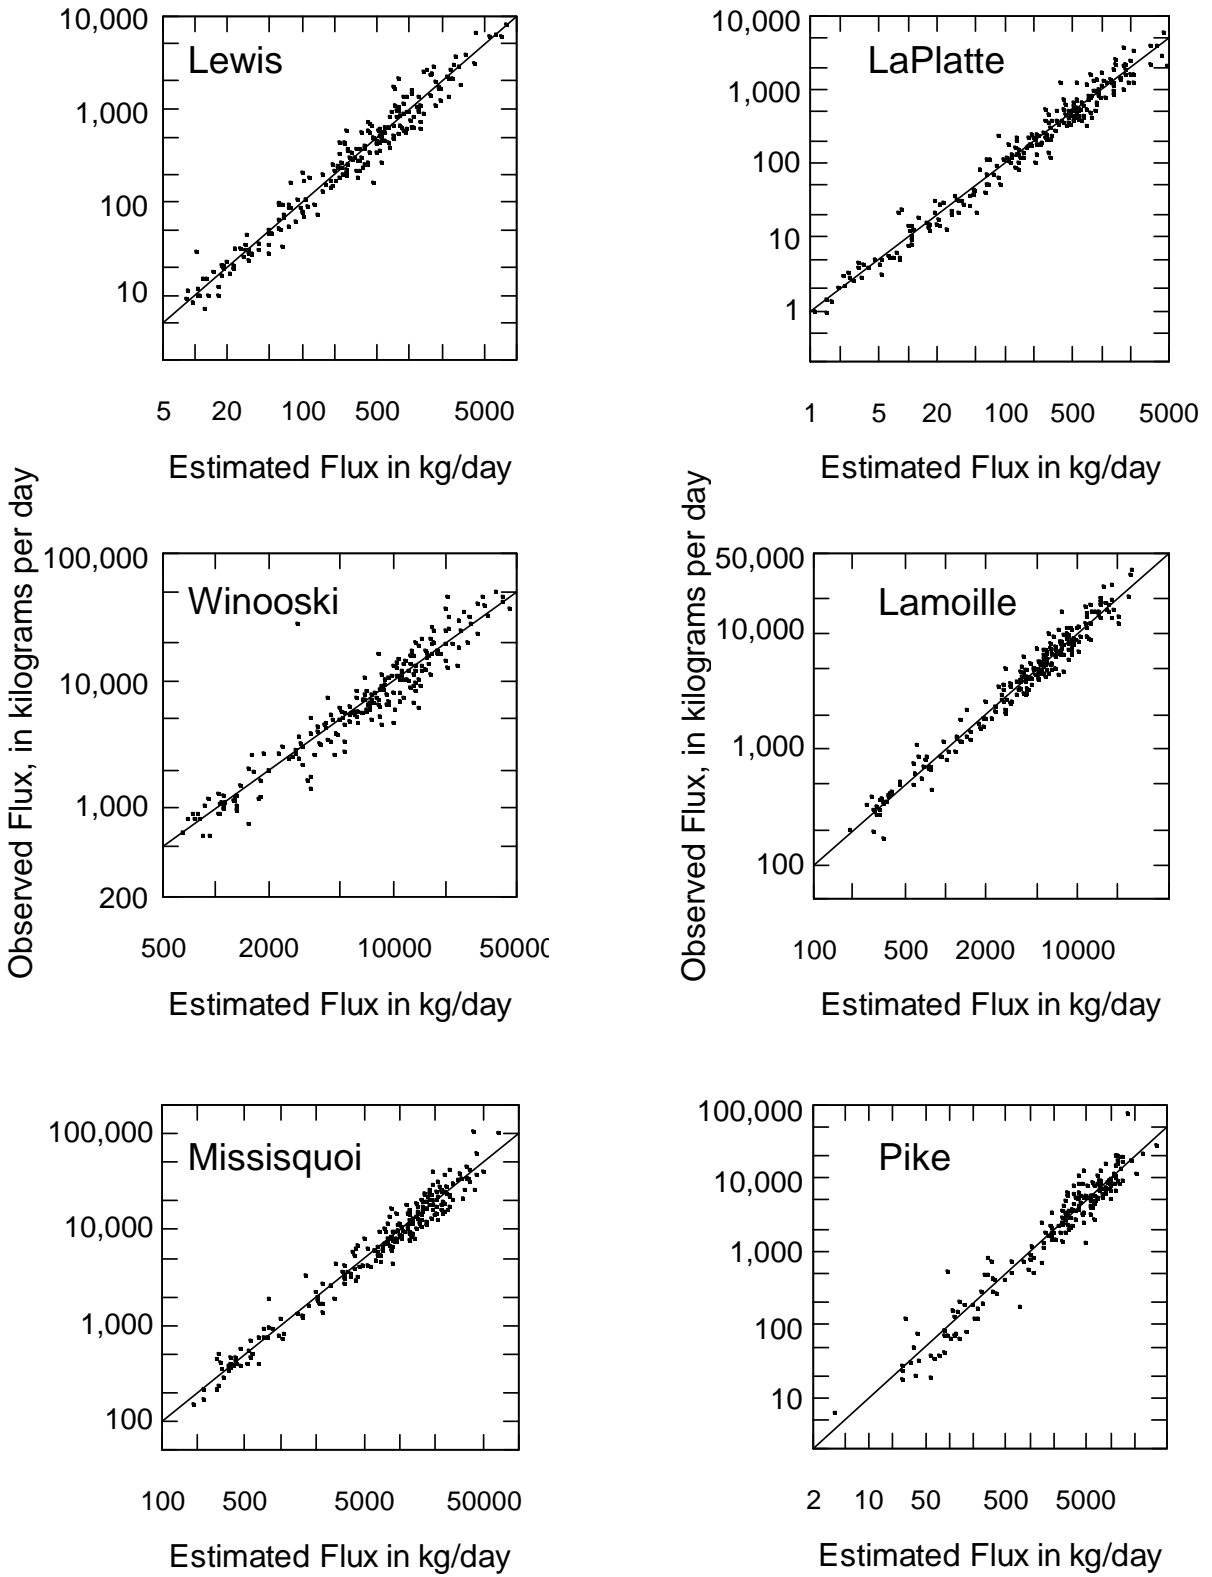 10,000
Lewis
1,000
100
10
5 20 100 500 5000
Estimated Flux in kg/day
10,000
LaPlatte
1,000
100
10
1
1 5 20 100 500 5000
Estimated Flux in kg/day
Observed Flux, in kilograms per day
100,000
Winooski
10,000
1,000
200
500 2000 10000 50000
Estimated Flux in kg/day
Observed Flux, in kilograms per day
50,000
Lamoille
10,000
1,000
100
100 500 2000 10000
Estimated Flux in kg/day
100,000
Missisquoi
10,000
1,000
100
100 500 5000 50000
Estimated Flux in kg/day
100,000
Pike
10,000
1,000
100
10
2 10 50 500 5000
Estimated Flux in kg/day